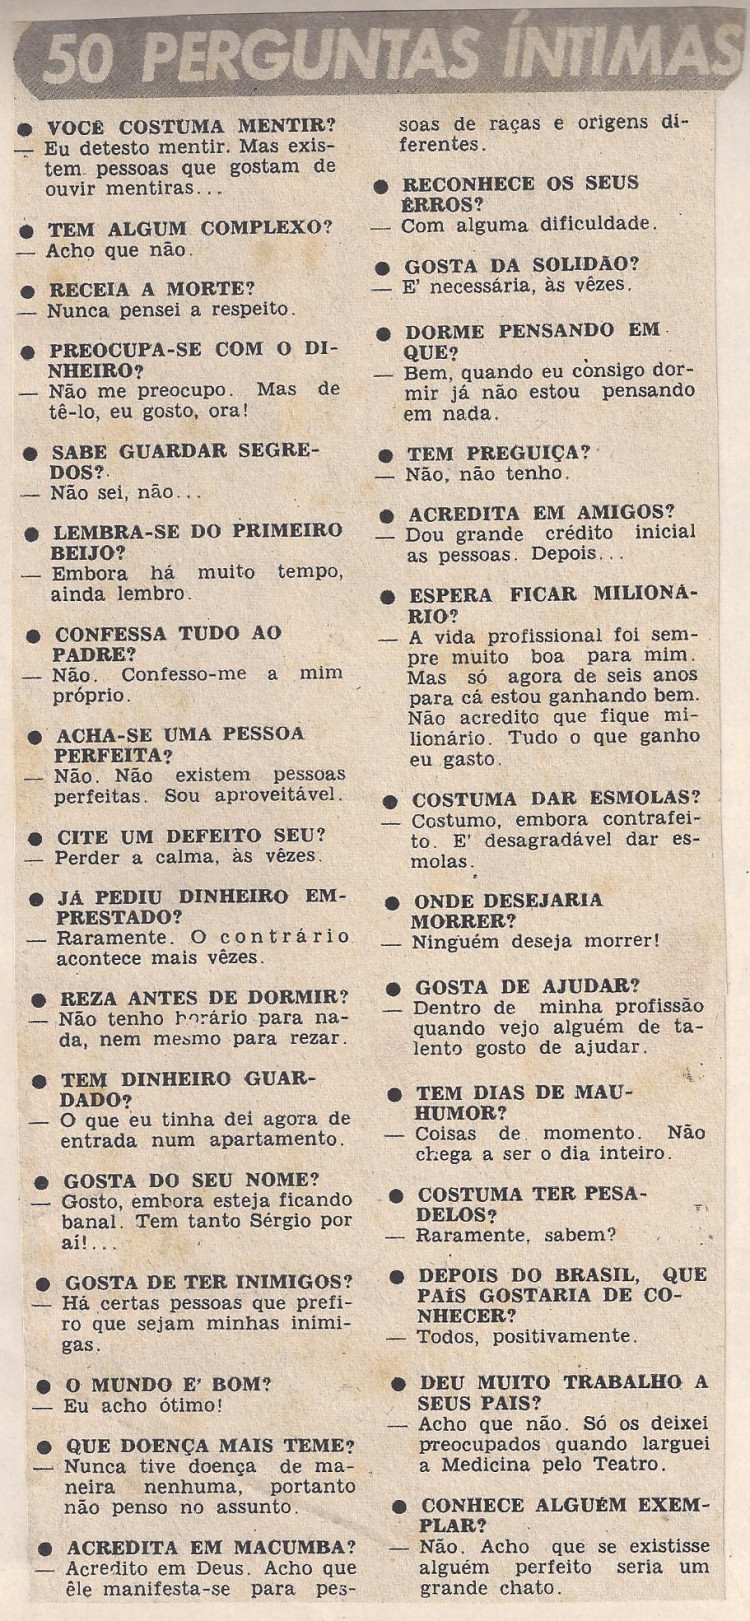 50 PERGUNTAS ÍNTIMAS
● VOCÊ COSTUMA MENTIR?
— Eu detesto mentir. Mas exis-
tem pessoas que gostam de
ouvir mentiras...
● TEM ALGUM COMPLEXO?
— Acho que não.
● RECEIA A MORTE?
— Nunca pensei a respeito.
● PREOCUPA-SE COM O DI-
NHEIRO?
— Não me preocupo. Mas de
tê-lo, eu gosto, ora!
● SABE GUARDAR SEGRE-
DOS?
— Não sei, não...
● LEMBRA-SE DO PRIMEIRO
BEIJO?
— Embora há muito tempo,
ainda lembro.
● CONFESSA TUDO AO
PADRE?
— Não. Confesso-me a mim
próprio.
● ACHA-SE UMA PESSOA
PERFEITA?
— Não. Não existem pessoas
perfeitas. Sou aproveitável.
● CITE UM DEFEITO SEU?
— Perder a calma, às vêzes.
● JÁ PEDIU DINHEIRO EM-
PRESTADO?
— Raramente. O contrário
acontece mais vêzes.
● REZA ANTES DE DORMIR?
— Não tenho horário para na-
da, nem mesmo para rezar.
● TEM DINHEIRO GUAR-
DADO?
— O que eu tinha dei agora de
entrada num apartamento.
● GOSTA DO SEU NOME?
— Gosto, embora esteja ficando
banal. Tem tanto Sérgio por
aí!...
● GOSTA DE TER INIMIGOS?
— Há certas pessoas que prefi-
ro que sejam minhas inimi-
gas.
● O MUNDO E' BOM?
— Eu acho ótimo!
● QUE DOENÇA MAIS TEME?
— Nunca tive doença de ma-
neira nenhuma, portanto
não penso no assunto.
● ACREDITA EM MACUMBA?
— Acredito em Deus. Acho que
êle manifesta-se para pes-
soas de raças e origens di-
ferentes.
● RECONHECE OS SEUS
ÊRROS?
— Com alguma dificuldade.
● GOSTA DA SOLIDÃO?
— E' necessária, às vêzes.
● DORME PENSANDO EM
QUE?
— Bem, quando eu consigo dor-
mir já não estou pensando
em nada.
● TEM PREGUIÇA?
— Não, não tenho.
● ACREDITA EM AMIGOS?
— Dou grande crédito inicial
as pessoas. Depois...
● ESPERA FICAR MILIONÁ-
RIO?
— A vida profissional foi sem-
pre muito boa para mim.
Mas só agora de seis anos
para cá estou ganhando bem.
Não acredito que fique mi-
lionário. Tudo o que ganho
eu gasto.
● COSTUMA DAR ESMOLAS?
— Costumo, embora contrafei-
to. E' desagradável dar es-
molas.
● ONDE DESEJARIA
MORRER?
— Ninguém deseja morrer!
● GOSTA DE AJUDAR?
— Dentro de minha profissão
quando vejo alguém de ta-
lento gosto de ajudar.
● TEM DIAS DE MAU-
HUMOR?
— Coisas de momento. Não
chega a ser o dia inteiro.
● COSTUMA TER PESA-
DELOS?
— Raramente, sabem?
● DEPOIS DO BRASIL, QUE
PAÍS GOSTARIA DE CO-
NHECER?
— Todos, positivamente.
● DEU MUITO TRABALHO A
SEUS PAIS?
— Acho que não. Só os deixei
preocupados quando larguei
a Medicina pelo Teatro.
● CONHECE ALGUÉM EXEM-
PLAR?
— Não. Acho que se existisse
alguém perfeito seria um
grande chato.